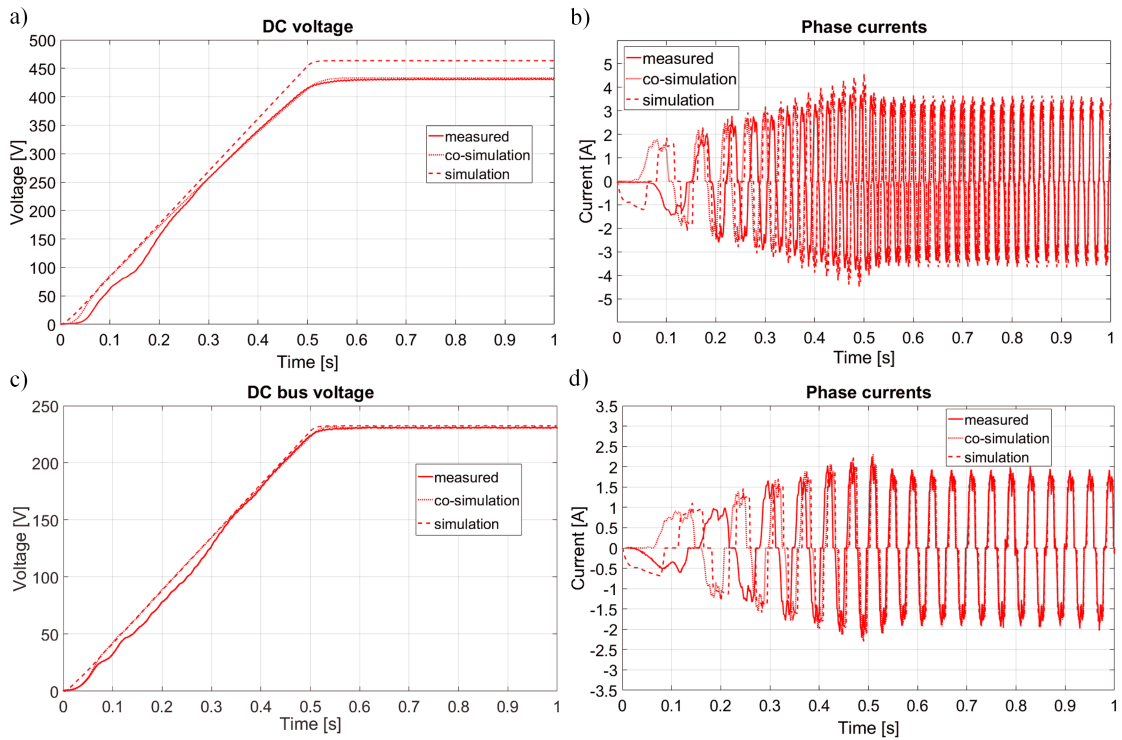 a)
DC voltage
500
450
400
350
300
250
200
150
100
50
0
Voltage [V]
measured
co-simulation
simulation
0 0.1 0.2 0.3 0.4 0.5 0.6 0.7 0.8 0.9 1
Time [s]
b)
Phase currents
5
4
3
2
1
0
-1
-2
-3
-4
-5
Current [A]
measured
co-simulation
simulation
0 0.1 0.2 0.3 0.4 0.5 0.6 0.7 0.8 0.9 1
Time [s]
c)
DC bus voltage
250
200
150
100
50
0
Voltage [V]
measured
co-simulation
simulation
0 0.1 0.2 0.3 0.4 0.5 0.6 0.7 0.8 0.9 1
Time [s]
d)
Phase currents
3.5
3
2.5
2
1.5
1
0.5
0
-0.5
-1
-1.5
-2
-2.5
-3
-3.5
Current [A]
measured
co-simulation
simulation
0 0.1 0.2 0.3 0.4 0.5 0.6 0.7 0.8 0.9 1
Time [s]